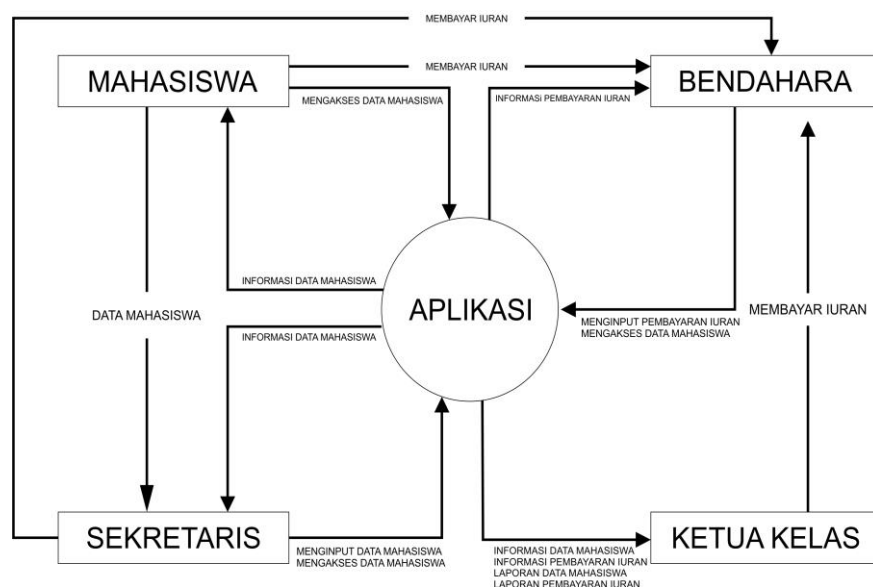 MEMBAYAR IURAN
MAHASISWA
MEMBAYAR IURAN
BENDAHARA
MENGAKSES DATA MAHASISWA
INFORMASi PEMBAYARAN IURAN
INFORMASI DATA MAHASISWA
APLIKASI
DATA MAHASISWA
INFORMASI DATA MAHASISWA
MENGINPUT PEMBAYARAN IURAN
MENGAKSES DATA MAHASISWA
MEMBAYAR IURAN
SEKRETARIS
MENGINPUT DATA MAHASISWA
MENGAKSES DATA MAHASISWA
INFORMASI DATA MAHASISWA
INFORMASI PEMBAYARAN IURAN
LAPORAN DATA MAHASISWA
LAPORAN PEMBAYARAN IURAN
KETUA KELAS